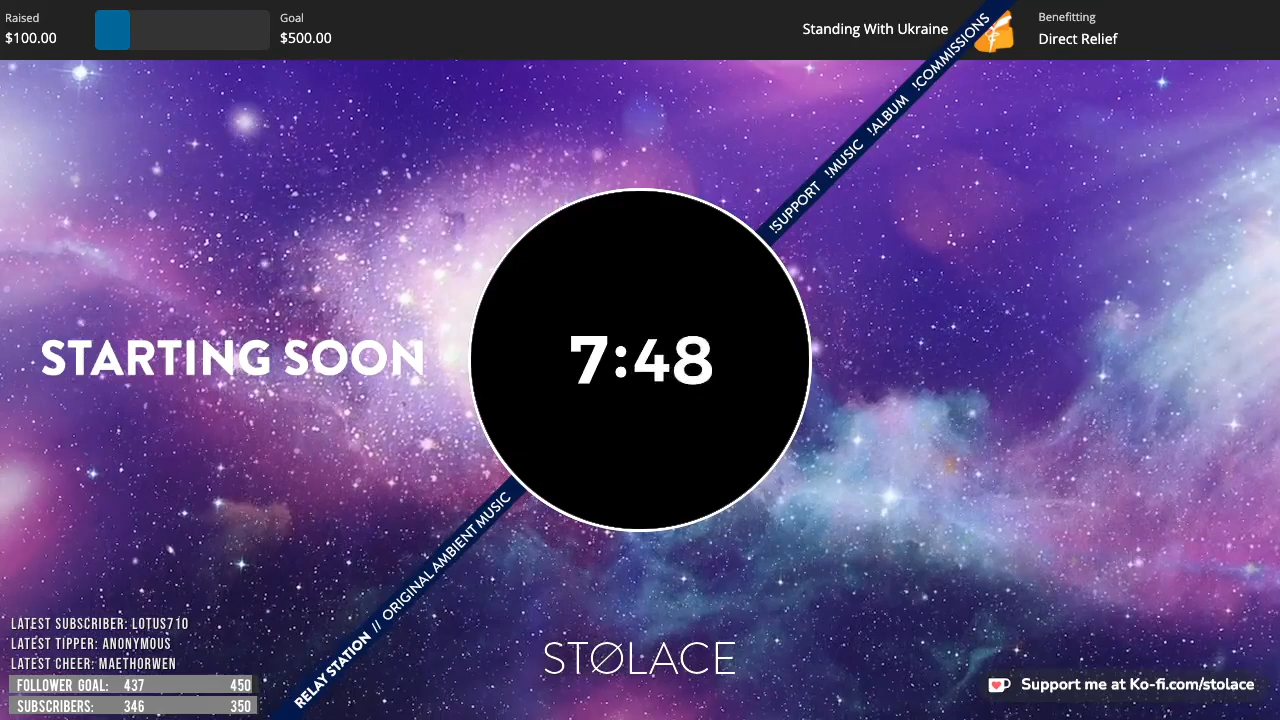 Raised
$100.00
Goal
$500.00
Standing With Ukraine
Benefitting
Direct Relief
!SUPPORT !MUSIC !ALBUM !COMMISSIONS
STARTING SOON
7:48
RELAY STATION // ORIGINAL AMBIENT MUSIC
LATEST SUBSCRIBER: LOTUS710
LATEST TIPPER: ANONYMOUS
LATEST CHEER: MAETHORWEN
FOLLOWER GOAL: 437 450
SUBSCRIBERS: 346 350
STØLACE
Support me at Ko-fi.com/stolace